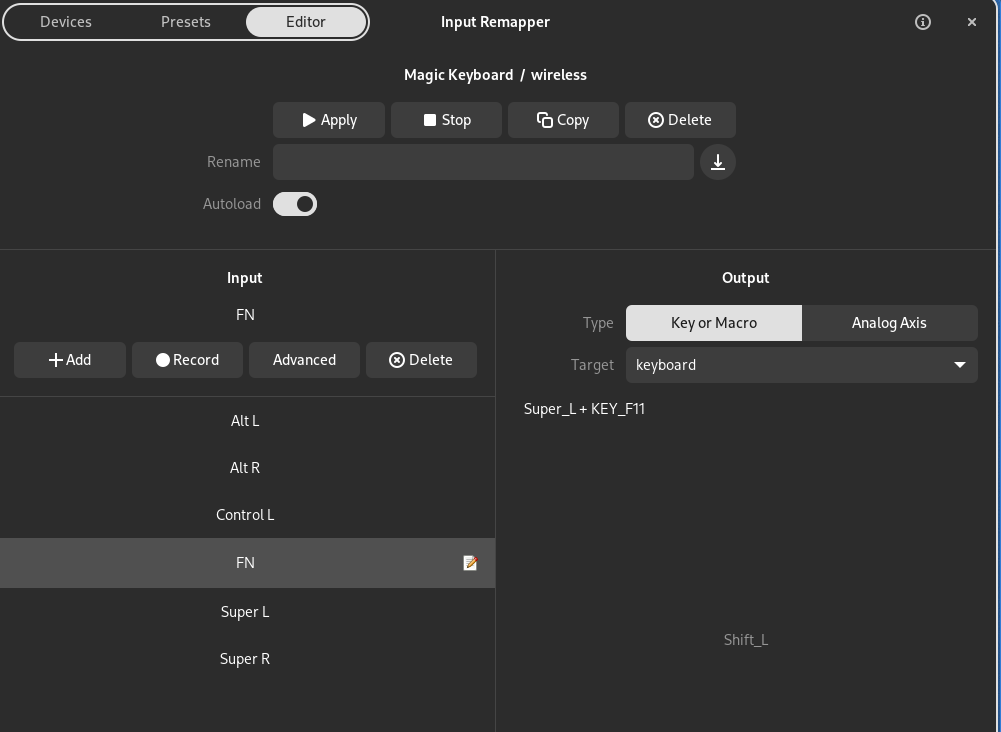 Devices Presets Editor Input Remapper
Magic Keyboard / wireless
Apply Stop Copy Delete
Rename
Autoload
Input
FN
Add Record Advanced Delete
Alt L
Alt R
Control L
FN
Super L
Super R
Output
Type Key or Macro Analog Axis
Target keyboard
Super_L + KEY_F11
Shift_L